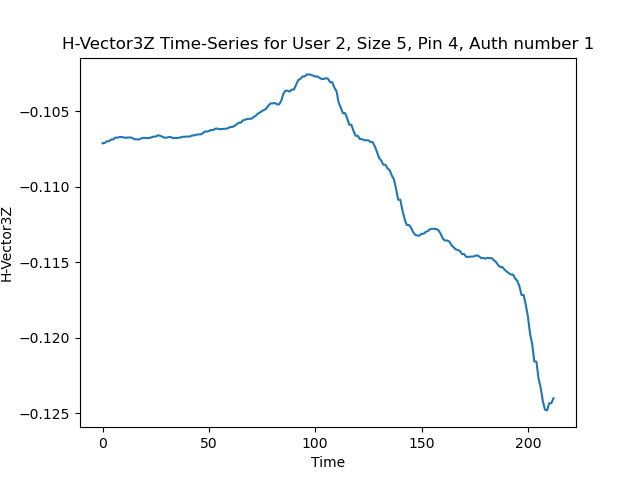 H-Vector3Z Time-Series for User 2, Size 5, Pin 4, Auth number 1
H-Vector3Z
−0.105
−0.110
−0.115
−0.120
−0.125
0 50 100 150 200
Time